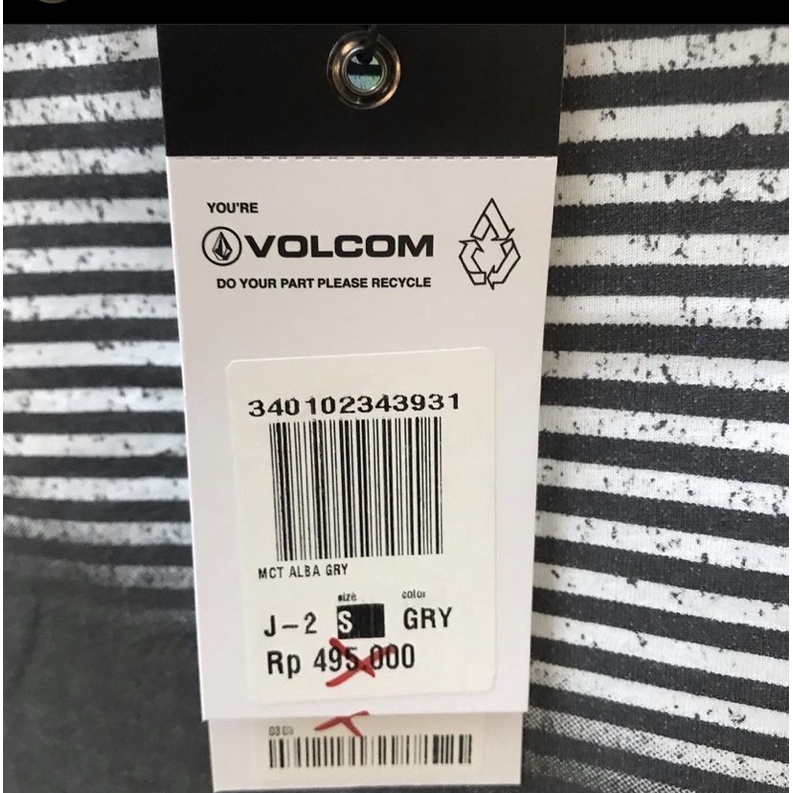 YOU'RE
VOLCOM
DO YOUR PART PLEASE RECYCLE
340102343931
MCT ALBA GRY
size color
J-2 S GRY
Rp 495.000